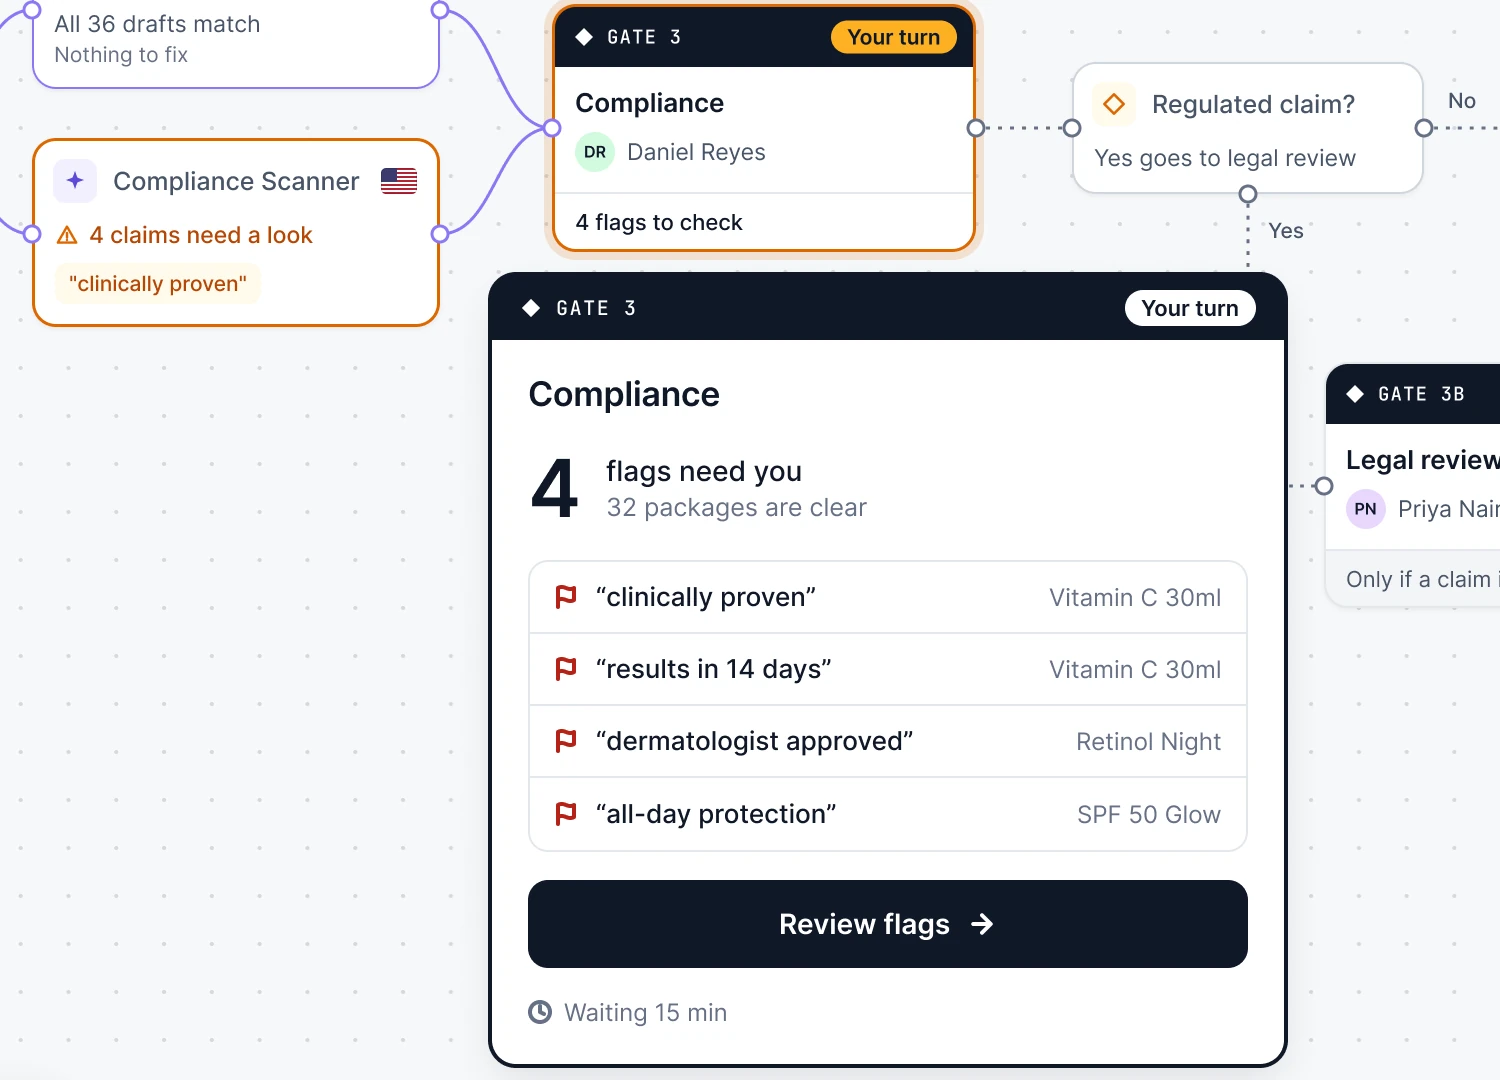 All 36 drafts match
Nothing to fix
Compliance Scanner
4 claims need a look
"clinically proven"
GATE 3
Your turn
Compliance
DR
Daniel Reyes
4 flags to check
Regulated claim?
Yes goes to legal review
No
Yes
GATE 3
Your turn
Compliance
4
flags need you
32 packages are clear
“clinically proven”
Vitamin C 30ml
“results in 14 days”
Vitamin C 30ml
“dermatologist approved”
Retinol Night
“all-day protection”
SPF 50 Glow
Review flags
Waiting 15 min
GATE 3B
Legal review
PN
Priya Nair
Only if a claim i